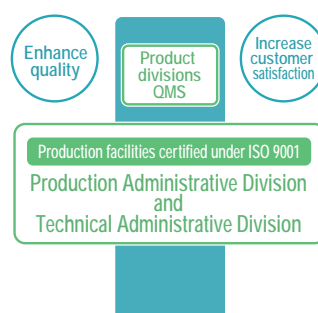 Enhance
quality
Product
divisions
QMS
Increase
customer
satisfaction
Production facilities certified under ISO 9001
Production Administrative Division
and
Technical Administrative Division